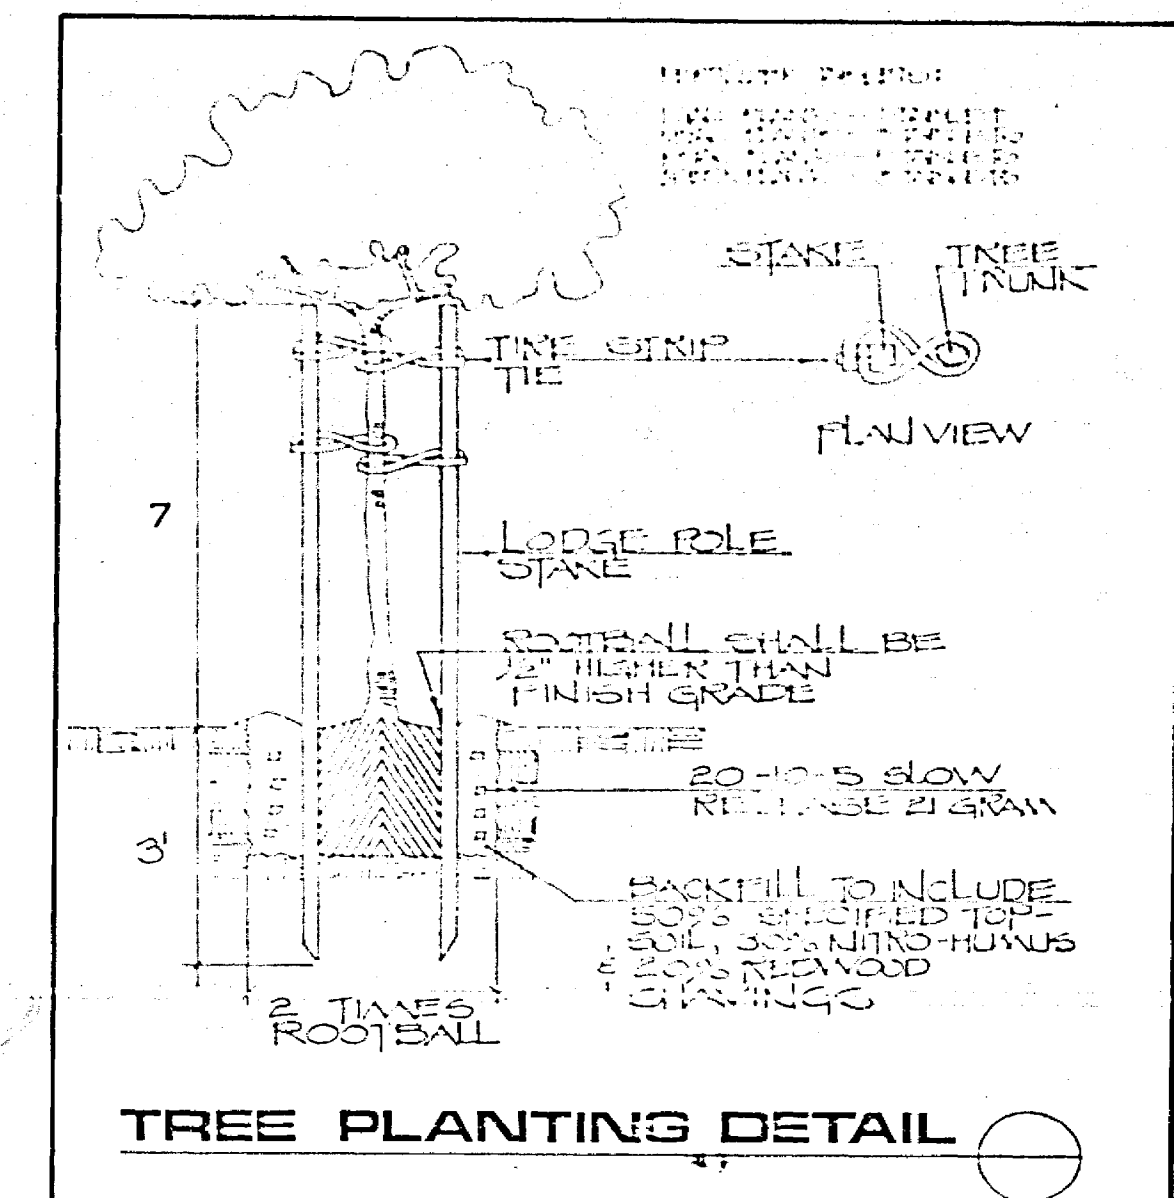 STAKE
TREE
TRUNK
TIRE STRIP
TIE
PLAN VIEW
7
LODGE POLE
STAKE
ROOTBALL SHALL BE
1/2" HIGHER THAN
FINISH GRADE
20-10-5 SLOW
RELEASE 21 GRAM
3'
BACKFILL TO INCLUDE
50% SPECIFIED TOP-
SOIL, 30% NITRO-HUMUS
& 20% REDWOOD
SHAVINGS
2 TIMES
ROOTBALL
TREE PLANTING DETAIL